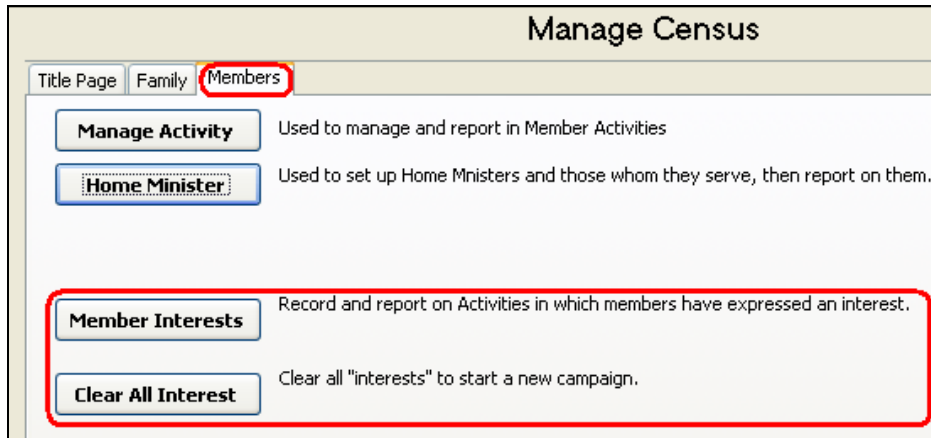 Manage Census
Title Page Family Members
Manage Activity Used to manage and report in Member Activities
Home Minister Used to set up Home Mnisters and those whom they serve, then report on them.
Member Interests Record and report on Activities in which members have expressed an interest.
Clear All Interest Clear all "interests" to start a new campaign.